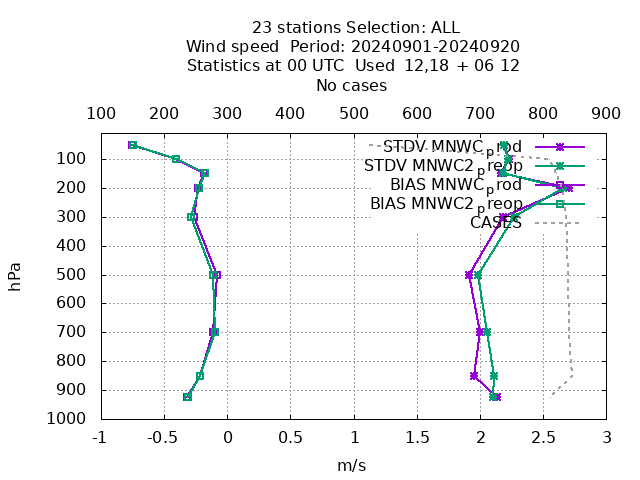 23 stations Selection: ALL
Wind speed  Period: 20240901-20240920
Statistics at 00 UTC  Used  12,18 + 06 12
No cases
100 200 300 400 500 600 700 800 900
STDV MNWC_prod
STDV MNWC2_preop
BIAS MNWC_prod
BIAS MNWC2_preop
CASES
hPa
100
200
300
400
500
600
700
800
900
1000
-1 -0.5 0 0.5 1 1.5 2 2.5 3
m/s